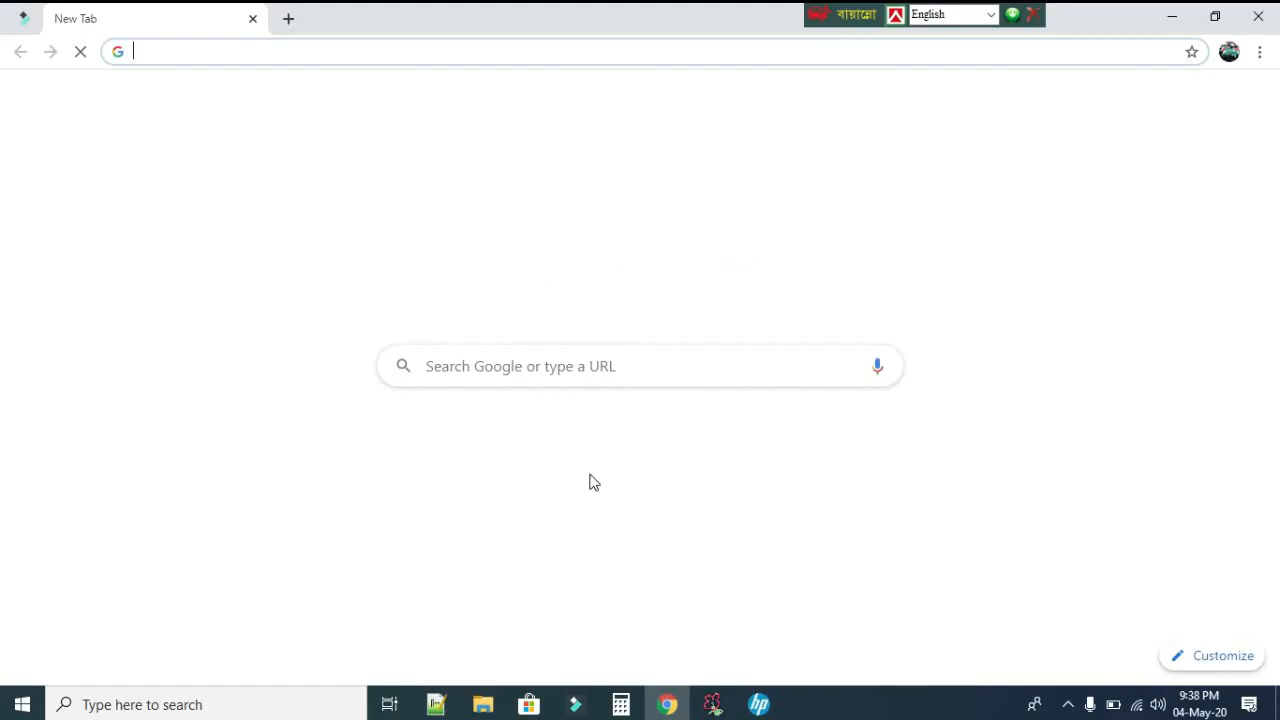 New Tab
বায়ান্নো
English
Search Google or type a URL
Customize
Type here to search
hp
9:38 PM
04-May-20